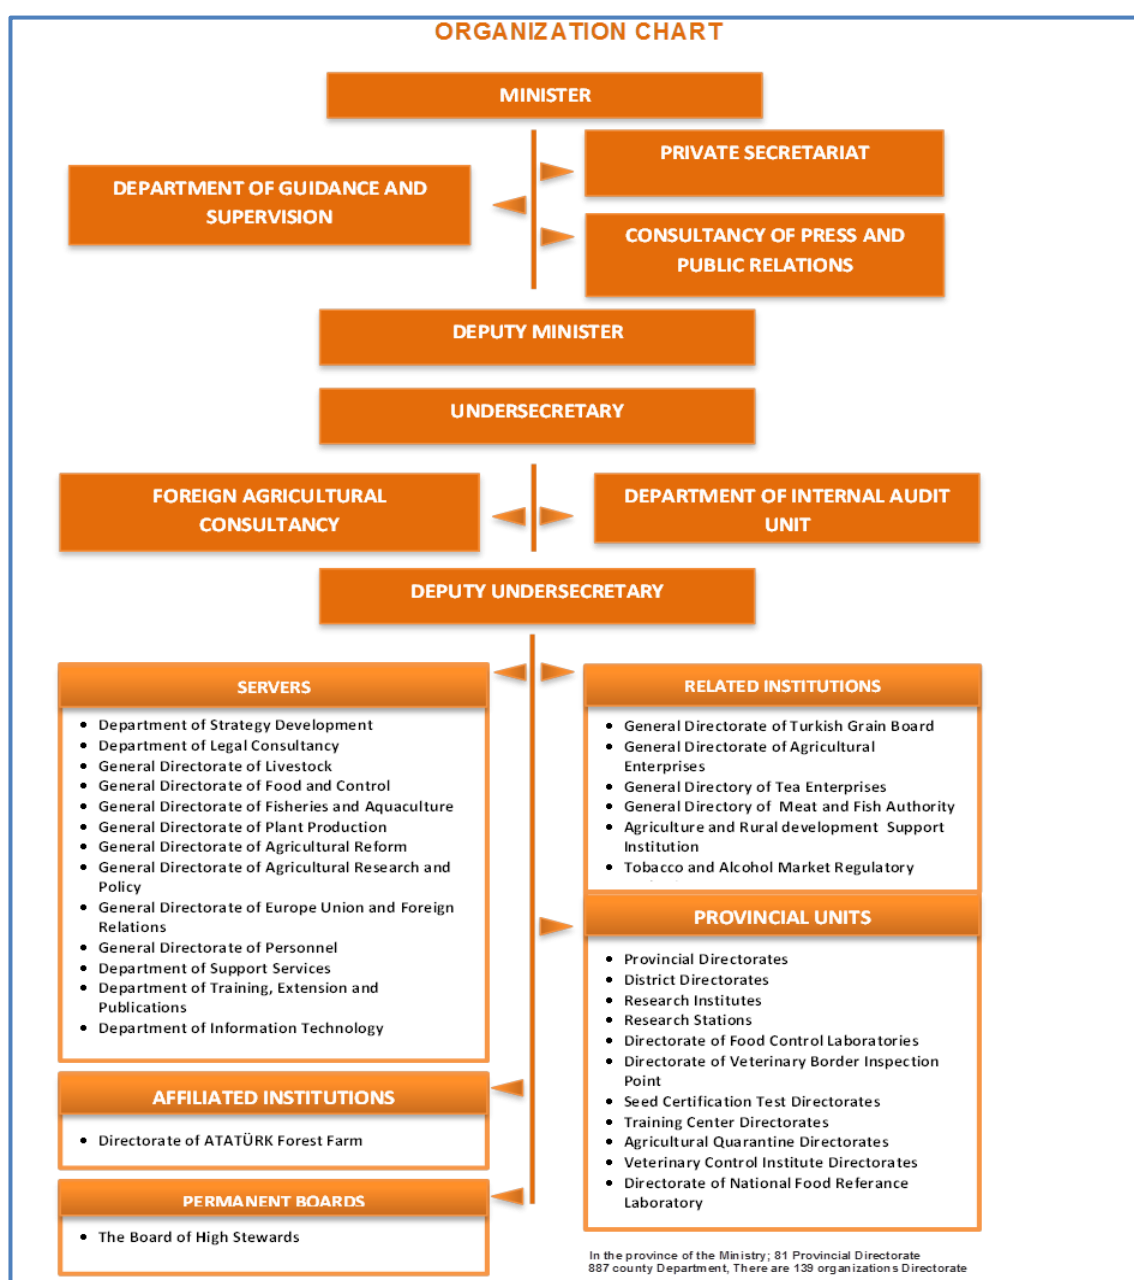 ORGANIZATION CHART
MINISTER
PRIVATE SECRETARIAT
DEPARTMENT OF GUIDANCE AND
SUPERVISION
CONSULTANCY OF PRESS AND
PUBLIC RELATIONS
DEPUTY MINISTER
UNDERSECRETARY
FOREIGN AGRICULTURAL
CONSULTANCY
DEPARTMENT OF INTERNAL AUDIT
UNIT
DEPUTY UNDERSECRETARY
SERVERS
• Department of Strategy Development
• Department of Legal Consultancy
• General Directorate of Livestock
• General Directorate of Food and Control
• General Directorate of Fisheries and Aquaculture
• General Directorate of Plant Production
• General Directorate of Agricultural Reform
• General Directorate of Agricultural Research and
Policy
• General Directorate of Europe Union and Foreign
Relations
• General Directorate of Personnel
• Department of Support Services
• Department of Training, Extension and
Publications
• Department of Information Technology
AFFILIATED INSTITUTIONS
• Directorate of ATATÜRK Forest Farm
PERMANENT BOARDS
• The Board of High Stewards
RELATED INSTITUTIONS
• General Directorate of Turkish Grain Board
• General Directorate of Agricultural
Enterprises
• General Directory of Tea Enterprises
• General Directory of Meat and Fish Authority
• Agriculture and Rural development Support
Institution
• Tobacco and Alcohol Market Regulatory
PROVINCIAL UNITS
• Provincial Directorates
• District Directorates
• Research Institutes
• Research Stations
• Directorate of Food Control Laboratories
• Directorate of Veterinary Border Inspection
Point
• Seed Certification Test Directorates
• Training Center Directorates
• Agricultural Quarantine Directorates
• Veterinary Control Institute Directorates
• Directorate of National Food Referance
Laboratory
In the province of the Ministry; 81 Provincial Directorate
887 county Department, There are 139 organizations Directorate